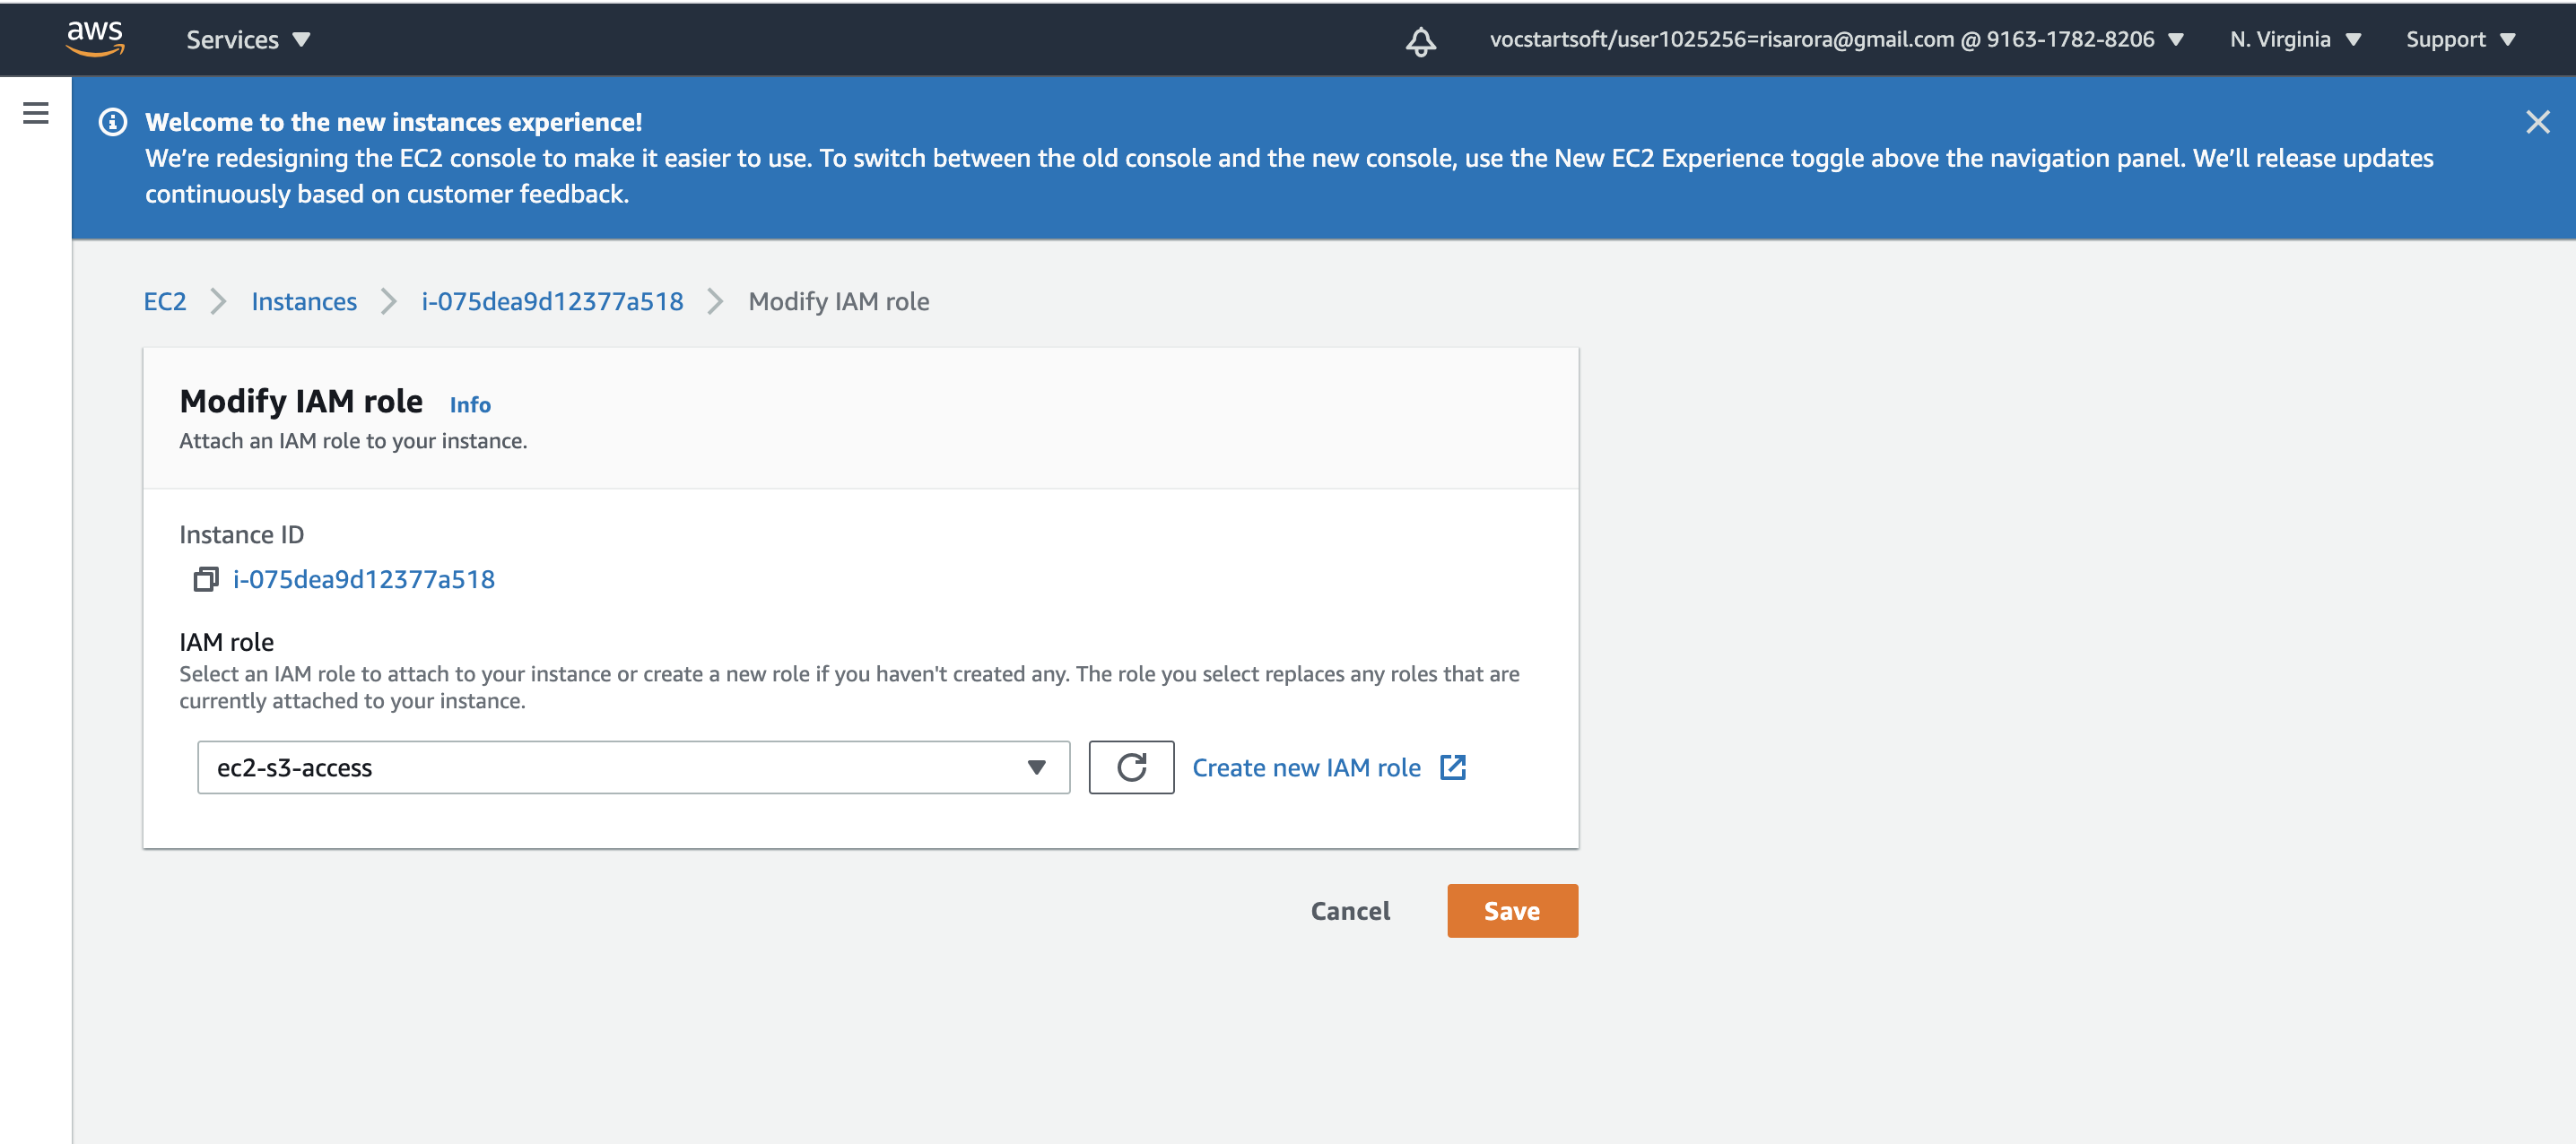 aws Services vocstartsoft/user1025256=risarora@gmail.com @ 9163-1782-8206 N. Virginia Support
Welcome to the new instances experience!
We’re redesigning the EC2 console to make it easier to use. To switch between the old console and the new console, use the New EC2 Experience toggle above the navigation panel. We’ll release updates
continuously based on customer feedback.
EC2 Instances i-075dea9d12377a518 Modify IAM role
Modify IAM role Info
Attach an IAM role to your instance.
Instance ID
i-075dea9d12377a518
IAM role
Select an IAM role to attach to your instance or create a new role if you haven't created any. The role you select replaces any roles that are
currently attached to your instance.
ec2-s3-access Create new IAM role
Cancel Save